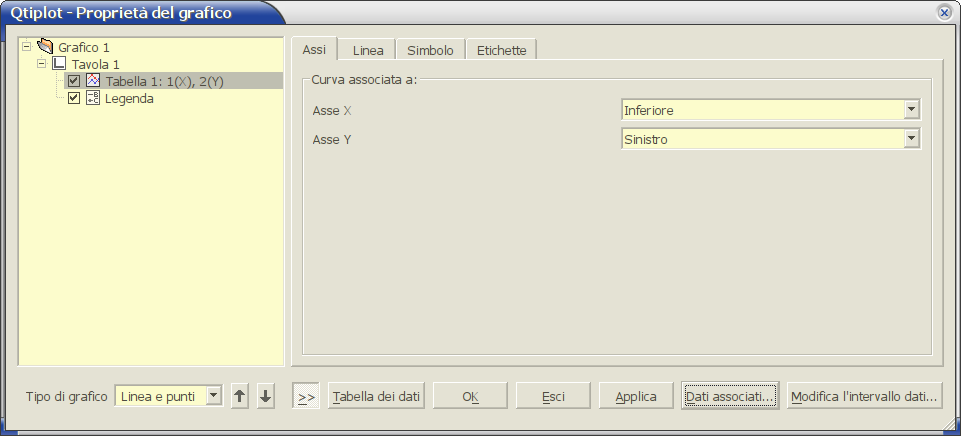 Qtiplot - Proprietà del grafico
Grafico 1
Tavola 1
Tabella 1: 1(X), 2(Y)
Legenda
Assi Linea Simbolo Etichette
Curva associata a:
Asse X Inferiore
Asse Y Sinistro
Tipo di grafico Linea e punti >> Tabella dei dati OK Esci Applica Dati associati... Modifica l'intervallo dati...